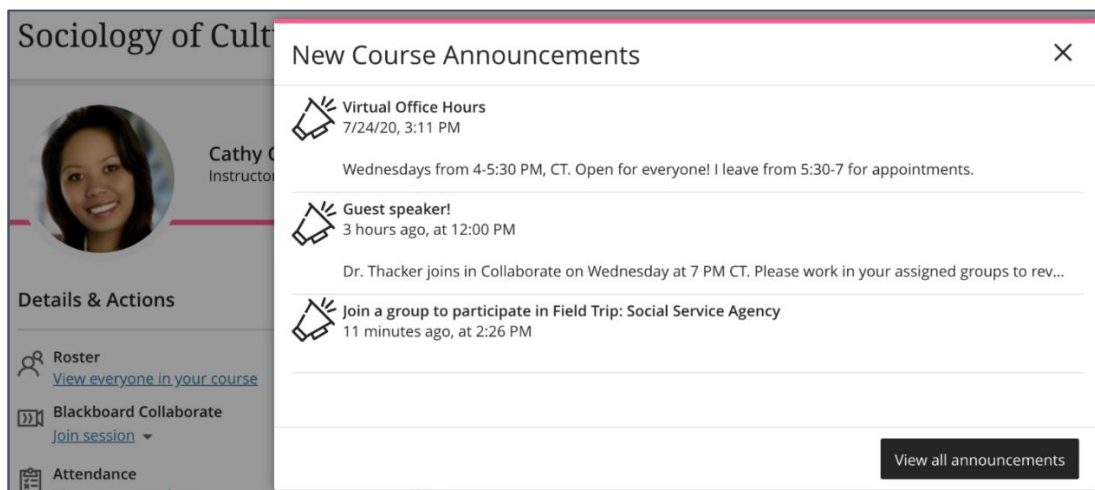 Sociology of Cult
New Course Announcements
Virtual Office Hours
7/24/20, 3:11 PM
Wednesdays from 4-5:30 PM, CT. Open for everyone! I leave from 5:30-7 for appointments.
Cathy
Instructor
Guest speaker!
3 hours ago, at 12:00 PM
Dr. Thacker joins in Collaborate on Wednesday at 7 PM CT. Please work in your assigned groups to rev...
Details & Actions
Join a group to participate in Field Trip: Social Service Agency
11 minutes ago, at 2:26 PM
Roster
View everyone in your course
Blackboard Collaborate
Join session
Attendance
View all announcements